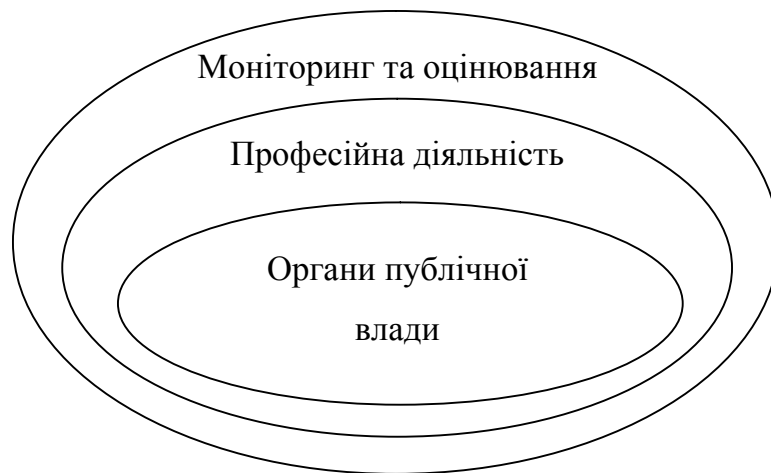 Моніторинг та оцінювання
Професійна діяльність
Органи публічної
влади